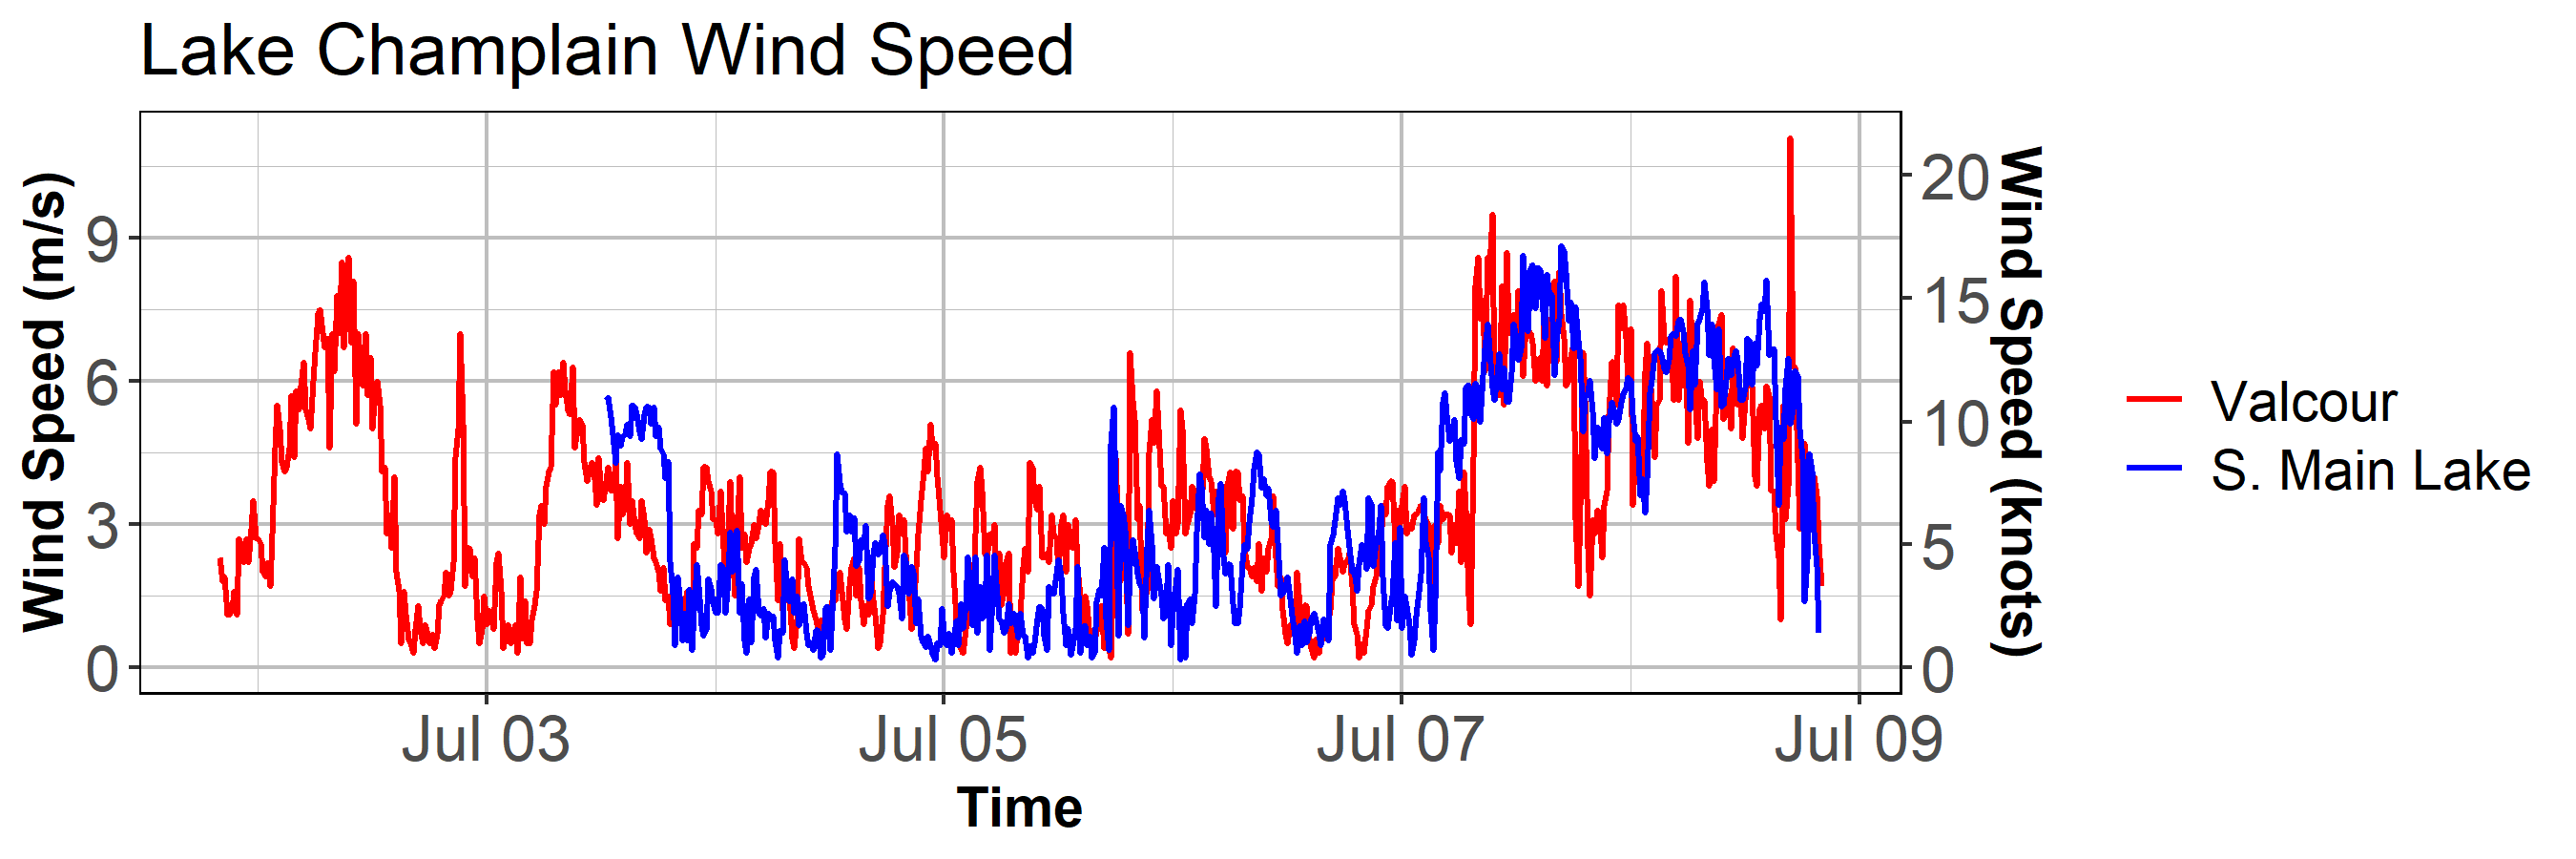 Lake Champlain Wind Speed
Wind Speed (m/s)
9
6
3
0
20
15
10
5
0
Wind Speed (knots)
Jul 03
Jul 05
Jul 07
Jul 09
Time
Valcour
S. Main Lake